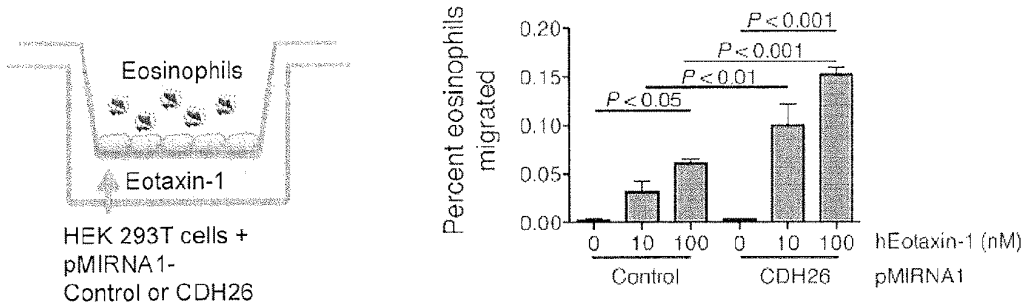 Eosinophils
Eotaxin-1
HEK 293T cells +
pMIRNA1-
Control or CDH26
Percent eosinophils
migrated
0.20
0.15
0.10
0.05
0.00
P < 0.001
P < 0.001
P < 0.01
P < 0.05
0 10 100 0 10 100 hEotaxin-1 (nM)
Control CDH26 pMIRNA1